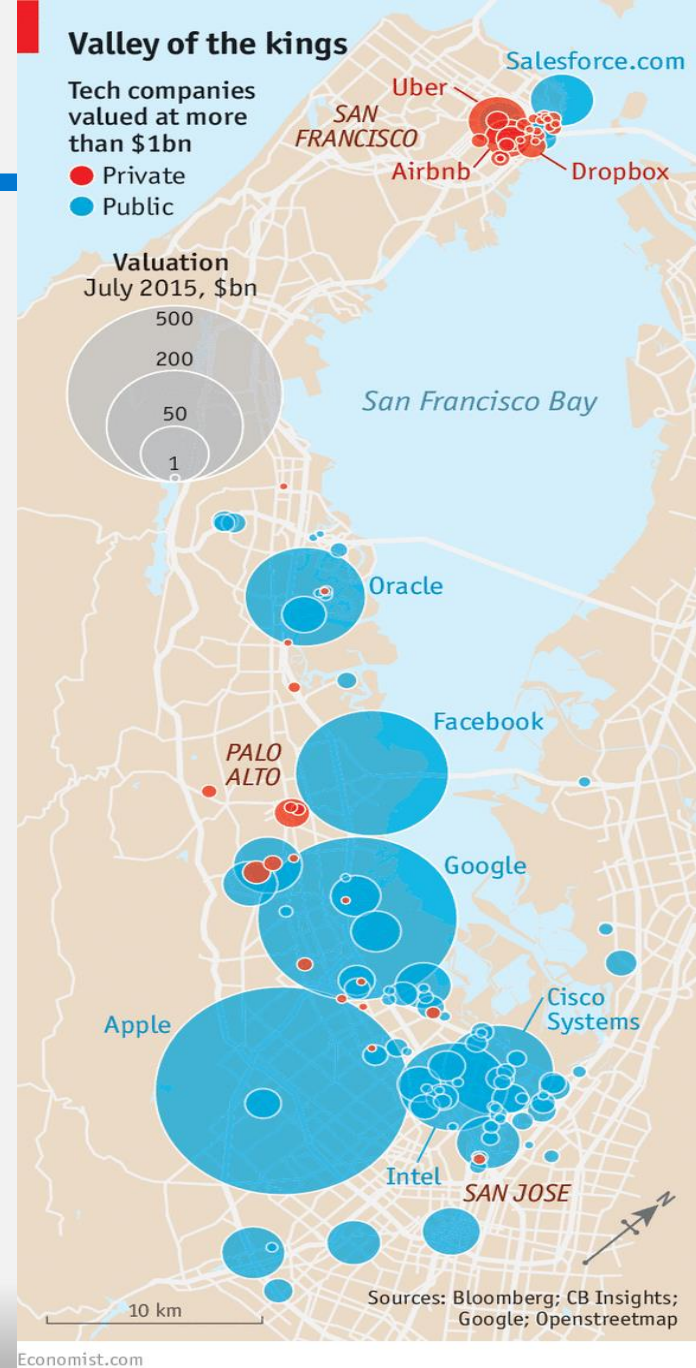 Valley of the kings
Tech companies
valued at more
than $1bn
Private
Public
Valuation
July 2015, $bn
500
200
50
1
Salesforce.com
Uber
SAN
FRANCISCO
Airbnb
Dropbox
San Francisco Bay
Oracle
Facebook
PALO
ALTO
Google
Apple
Cisco
Systems
Intel
SAN JOSE
N
10 km
Sources: Bloomberg; CB Insights;
Google; Openstreetmap
Economist.com